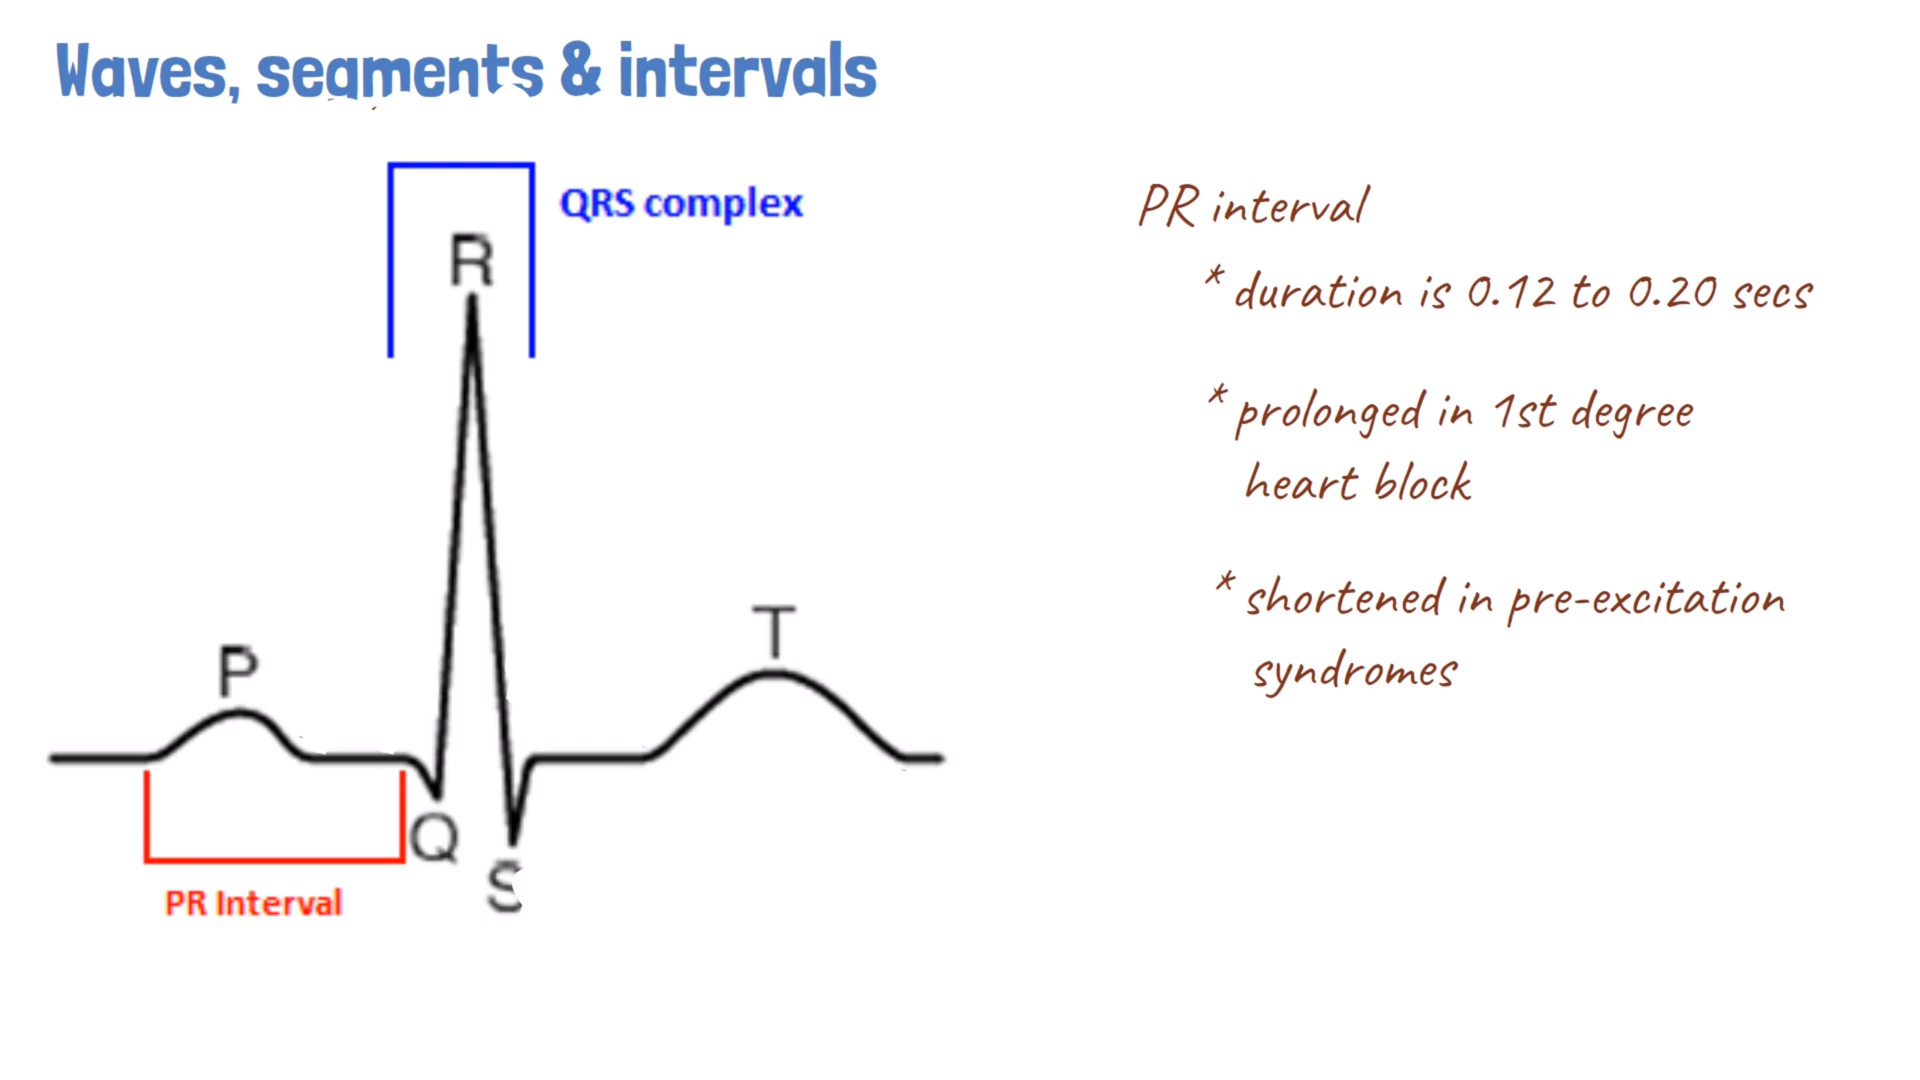 Waves, segments & intervals
QRS complex
R
P
T
Q
S
PR Interval
PR interval
* duration is 0.12 to 0.20 secs
* prolonged in 1st degree
heart block
* shortened in pre-excitation
syndromes